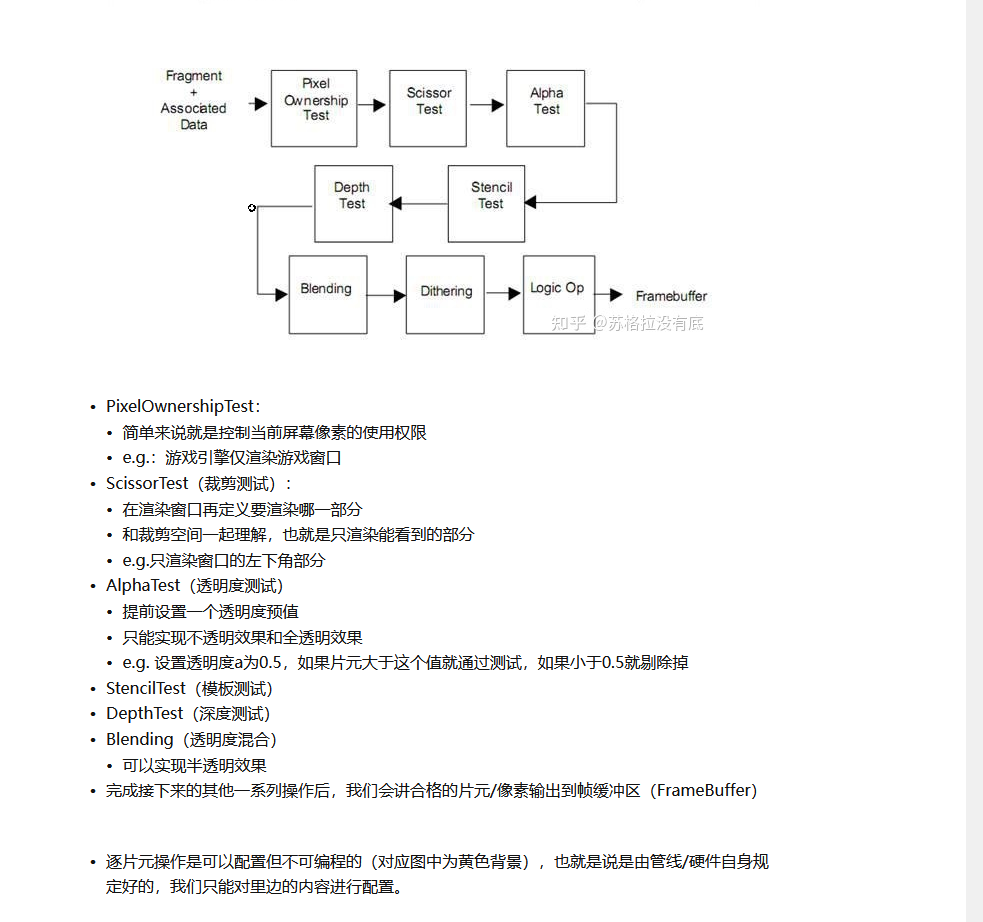 Fragment
+
Associated
Data
Pixel
Ownership
Test
Scissor
Test
Alpha
Test
Depth
Test
Stencil
Test
Blending
Dithering
Logic Op
Framebuffer
知乎 @苏格拉没有底
• PixelOwnershipTest：
• 简单来说就是控制当前屏幕像素的使用权限
• e.g.：游戏引擎仅渲染游戏窗口
• ScissorTest（裁剪测试）：
• 在渲染窗口再定义要渲染哪一部分
• 和裁剪空间一起理解，也就是只渲染能看到的部分
• e.g.只渲染窗口的左下角部分
• AlphaTest（透明度测试）
• 提前设置一个透明度预值
• 只能实现不透明效果和全透明效果
• e.g. 设置透明度a为0.5，如果片元大于这个值就通过测试，如果小于0.5就剔除掉
• StencilTest（模板测试）
• DepthTest（深度测试）
• Blending（透明度混合）
• 可以实现半透明效果
• 完成接下来的其他一系列操作后，我们会讲合格的片元/像素输出到帧缓冲区（FrameBuffer）
• 逐片元操作是可以配置但不可编程的（对应图中为黄色背景），也就是说是由管线/硬件自身规
定好的，我们只能对里边的内容进行配置。